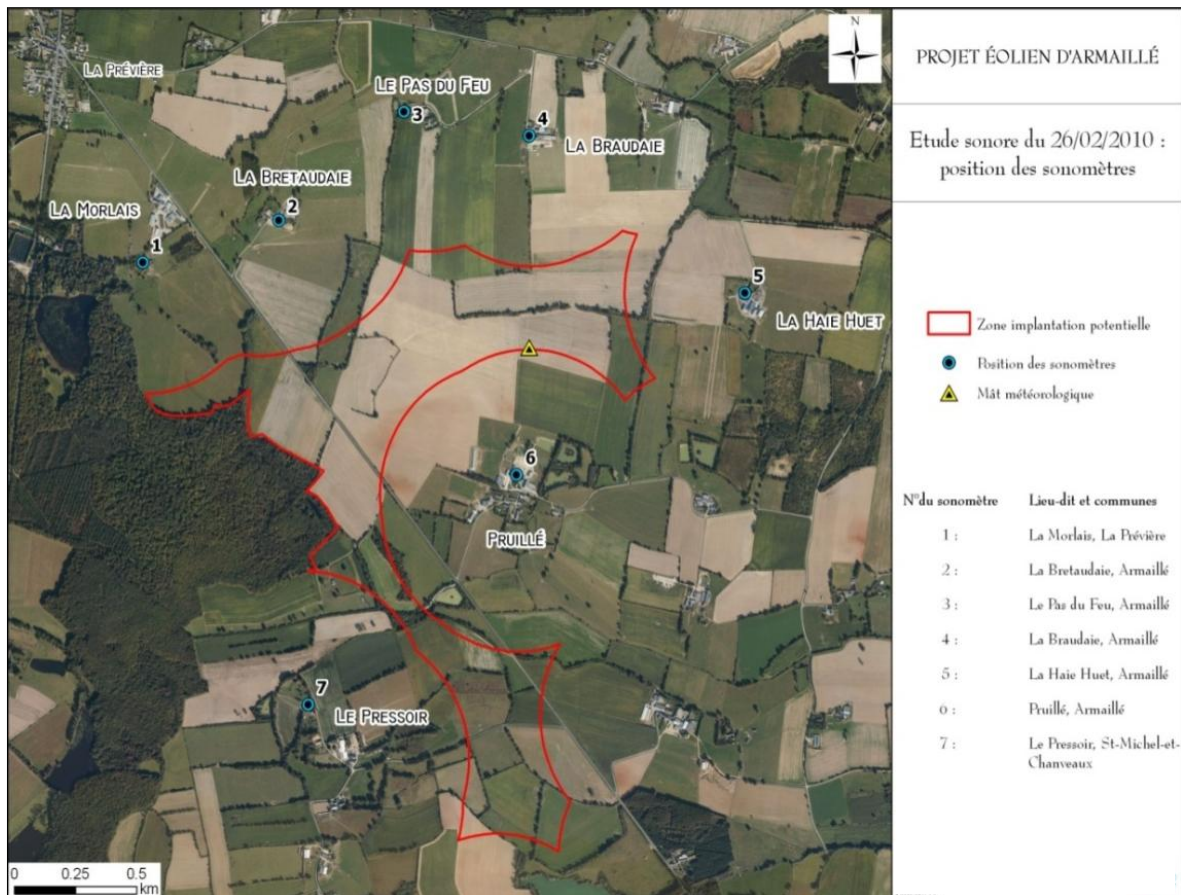 LA PRÉVIÈRE
LE PAS DU FEU
3
4
LA BRAUDAIE
LA BRETAUDAIE
2
LA MORLAIS
1
5
LA HAIE HUET
6
PRUILLÉ
7
LE PRESSOIR
0 0.25 0.5
km
N
PROJET ÉOLIEN D'ARMAILLÉ
Etude sonore du 26/02/2010 :
position des sonomètres
Zone implantation potentielle
Position des sonomètres
Mât météorologique
N°du sonomètre Lieu-dit et communes
1 : La Morlais, La Prévière
2 : La Bretaudaie, Armaillé
3 : Le Pas du Feu, Armaillé
4 : La Braudaie, Armaillé
5 : La Haie Huet, Armaillé
6 : Pruillé, Armaillé
7 : Le Pressoir, St-Michel-et-
Chanveaux